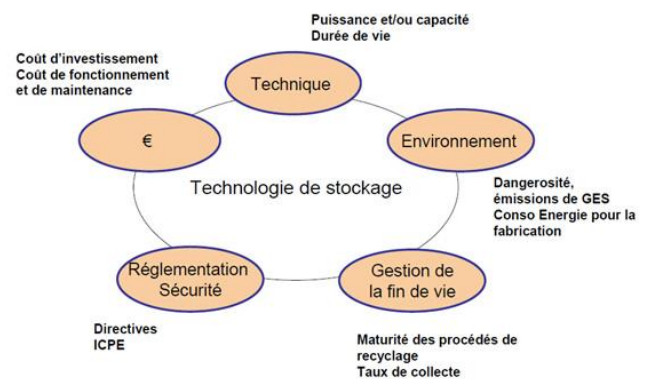 Puissance et/ou capacité
Durée de vie
Coût d'investissement
Coût de fonctionnement
et de maintenance
Technique
€
Environnement
Technologie de stockage
Dangerosité,
émissions de GES
Conso Energie pour la
fabrication
Réglementation
Sécurité
Gestion de
la fin de vie
Directives
ICPE
Maturité des procédés de
recyclage
Taux de collecte